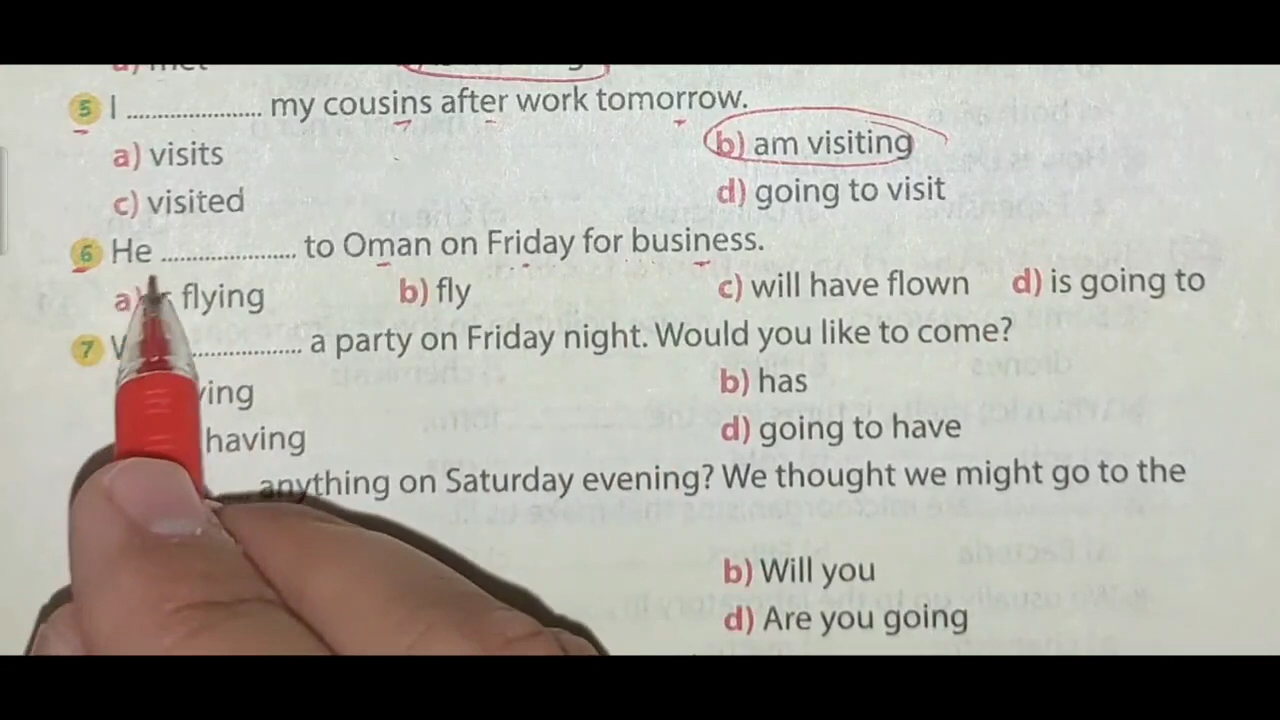 5 I ........................ my cousins after work tomorrow.
a) visits b) am visiting
c) visited d) going to visit
6 He ........................ to Oman on Friday for business.
a) flying b) fly c) will have flown d) is going to
7 ........................ a party on Friday night. Would you like to come?
b) has
having d) going to have
anything on Saturday evening? We thought we might go to the
b) Will you
d) Are you going